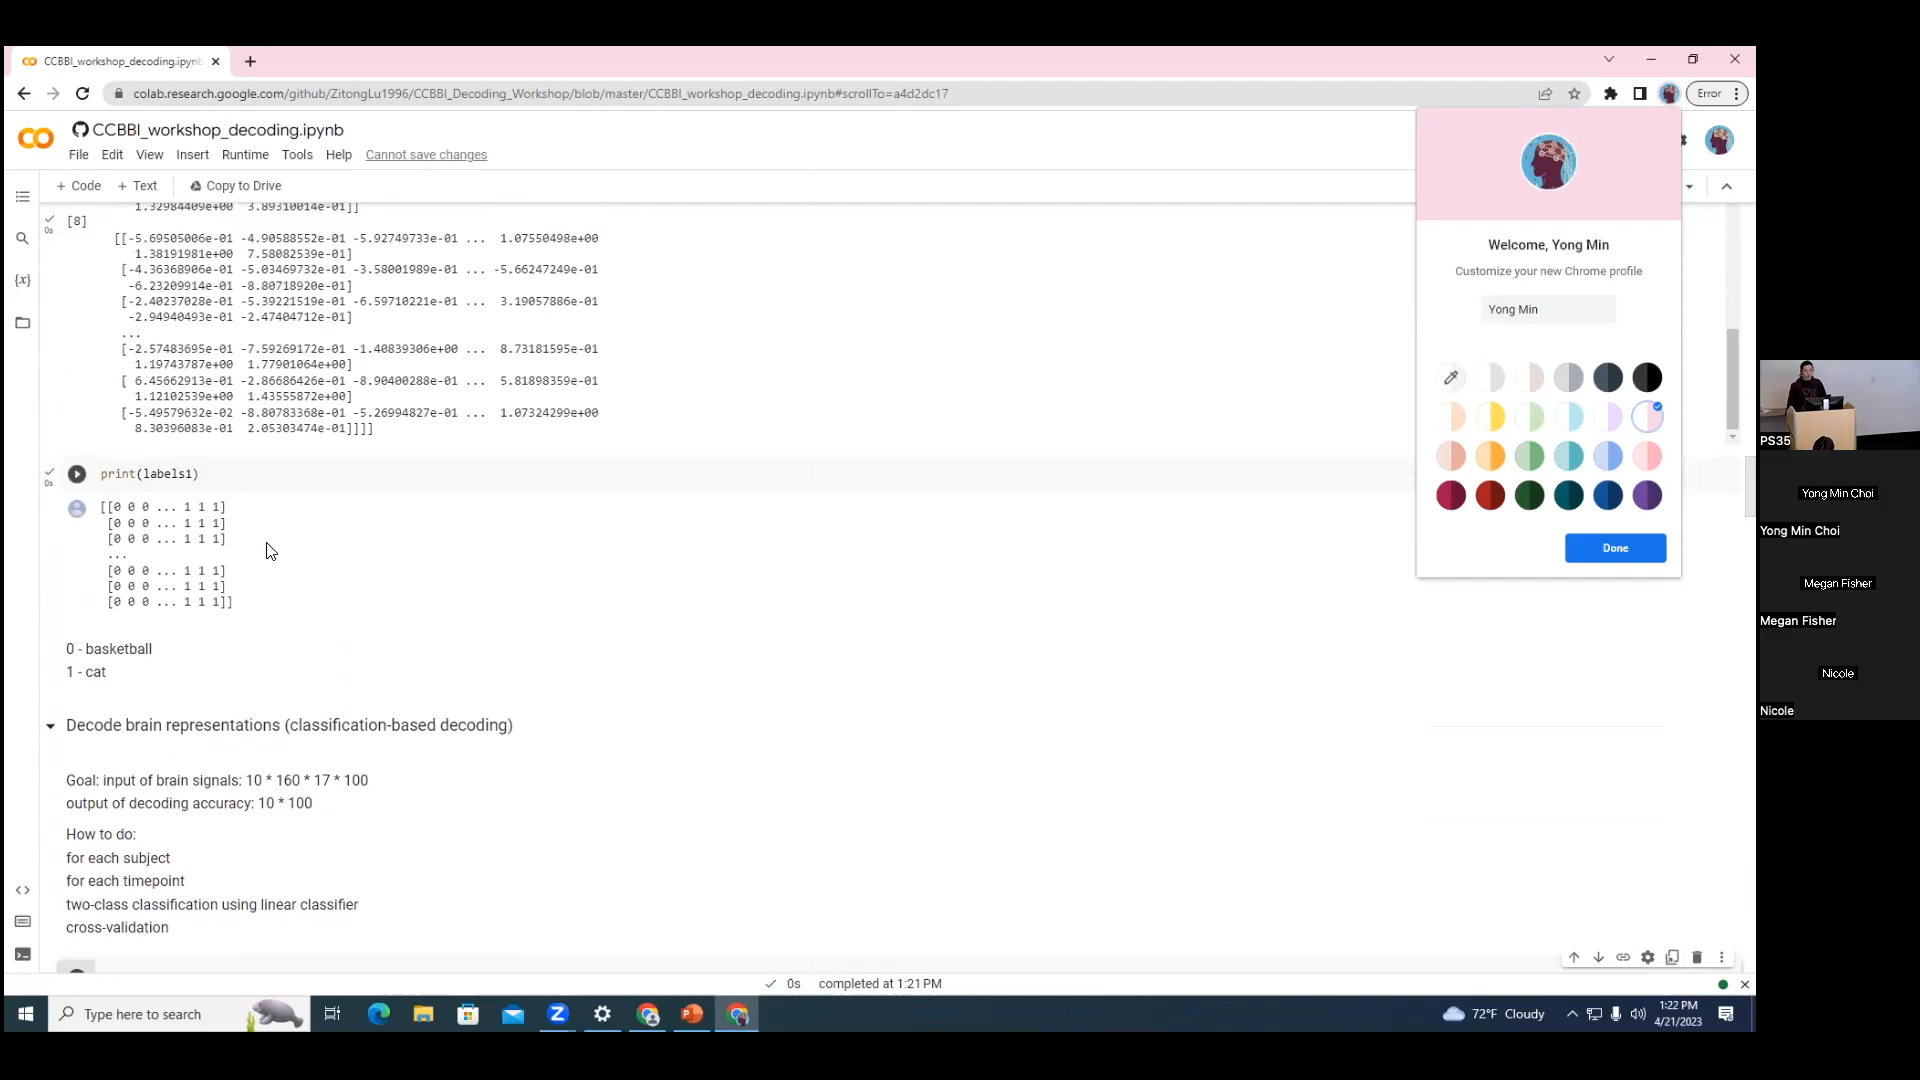 CCBBI_workshop_decoding.ipynb
colab.research.google.com/github/ZitongLu1996/CCBBI_Decoding_Workshop/blob/master/CCBBI_workshop_decoding.ipynb#scrollTo=a4d2dc17
Error
CCBBI_workshop_decoding.ipynb
File Edit View Insert Runtime Tools Help Cannot save changes
+ Code + Text Copy to Drive
1.32984409e+00 3.89310014e-01]]
[8]
0s
[[-5.69505006e-01 -4.90588552e-01 -5.92749733e-01 ... 1.07550498e+00
1.38191981e+00 7.58082539e-01]
[-4.36368906e-01 -5.03469732e-01 -3.58001989e-01 ... -5.66247249e-01
-6.23209914e-01 -8.80718920e-01]
[-2.40237028e-01 -5.39221519e-01 -6.59710221e-01 ... 3.19057886e-01
-2.94940493e-01 -2.47404712e-01]
...
[-2.57483695e-01 -7.59269172e-01 -1.40839306e+00 ... 8.73181595e-01
1.19743787e+00 1.77901064e+00]
[ 6.45662913e-01 -2.86686426e-01 -8.90400288e-01 ... 5.81898359e-01
1.12102539e+00 1.43555872e+00]
[-5.49579632e-02 -8.80783368e-01 -5.26994827e-01 ... 1.07324299e+00
8.30396083e-01 2.05303474e-01]]]]
print(labels1)
0s
[[0 0 0 ... 1 1 1]
[0 0 0 ... 1 1 1]
[0 0 0 ... 1 1 1]
...
[0 0 0 ... 1 1 1]
[0 0 0 ... 1 1 1]
[0 0 0 ... 1 1 1]]
0 - basketball
1 - cat
Decode brain representations (classification-based decoding)
Goal: input of brain signals: 10 * 160 * 17 * 100
output of decoding accuracy: 10 * 100
How to do:
for each subject
for each timepoint
two-class classification using linear classifier
cross-validation
0s completed at 1:21 PM
Welcome, Yong Min
Customize your new Chrome profile
Yong Min
Done
PS35
Yong Min Choi
Yong Min Choi
Megan Fisher
Megan Fisher
Nicole
Nicole
Type here to search
72°F Cloudy
1:22 PM
4/21/2023